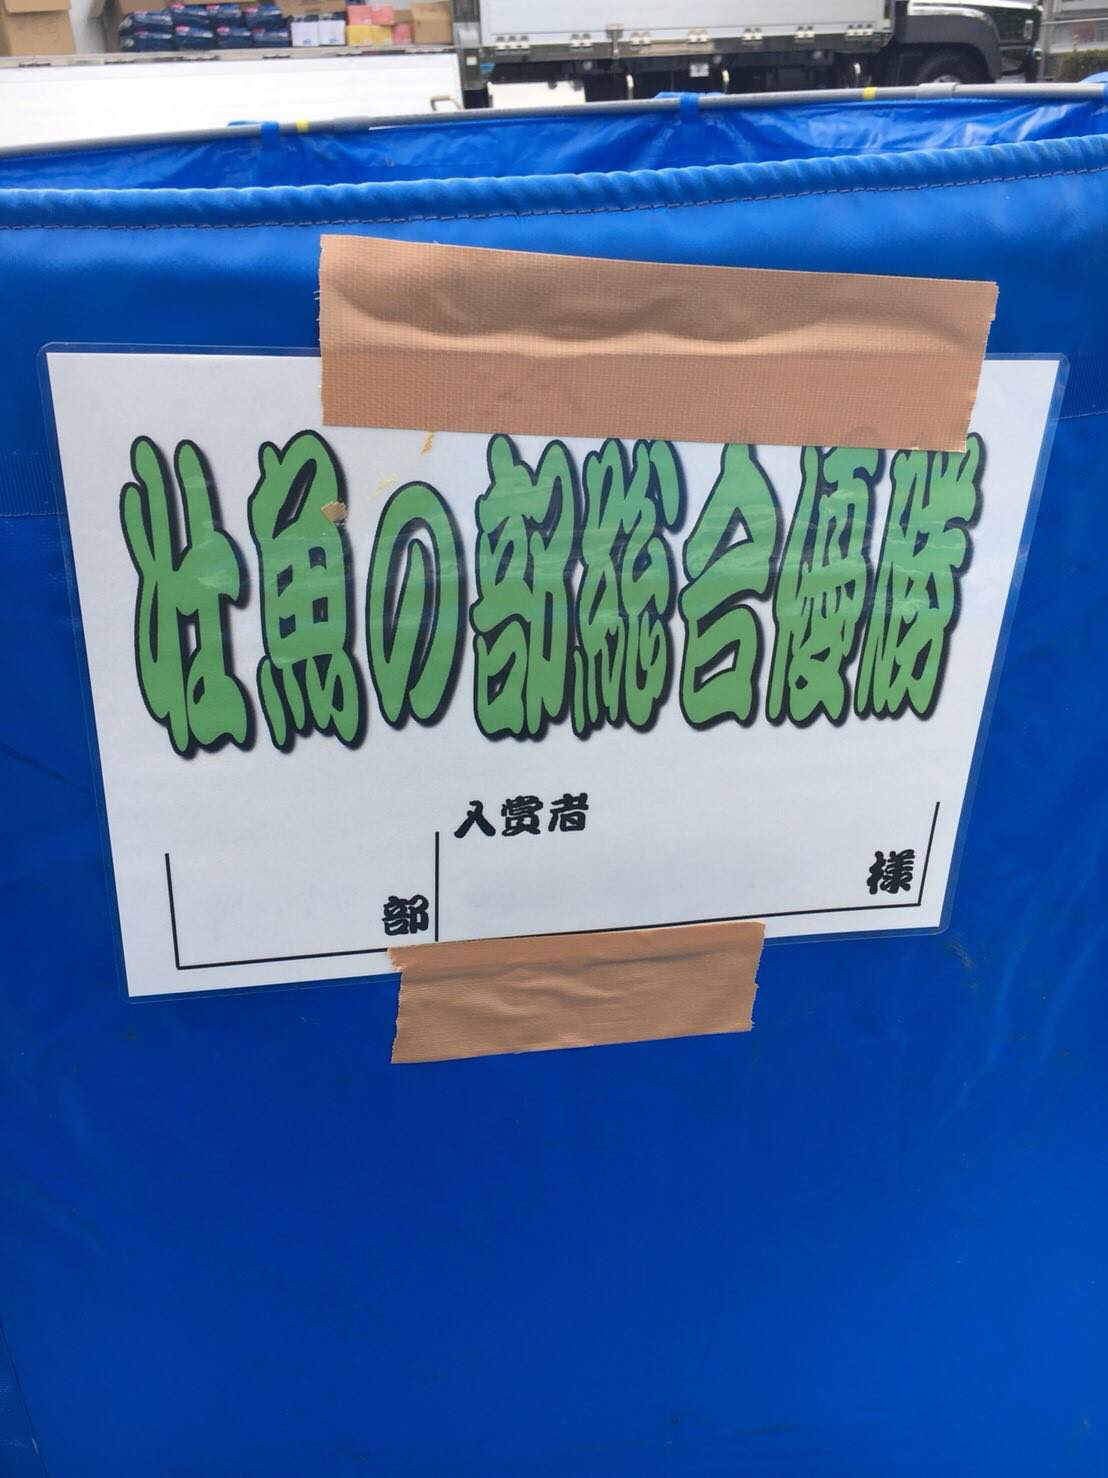 壮魚の部総合優勝
入賞者
部
様